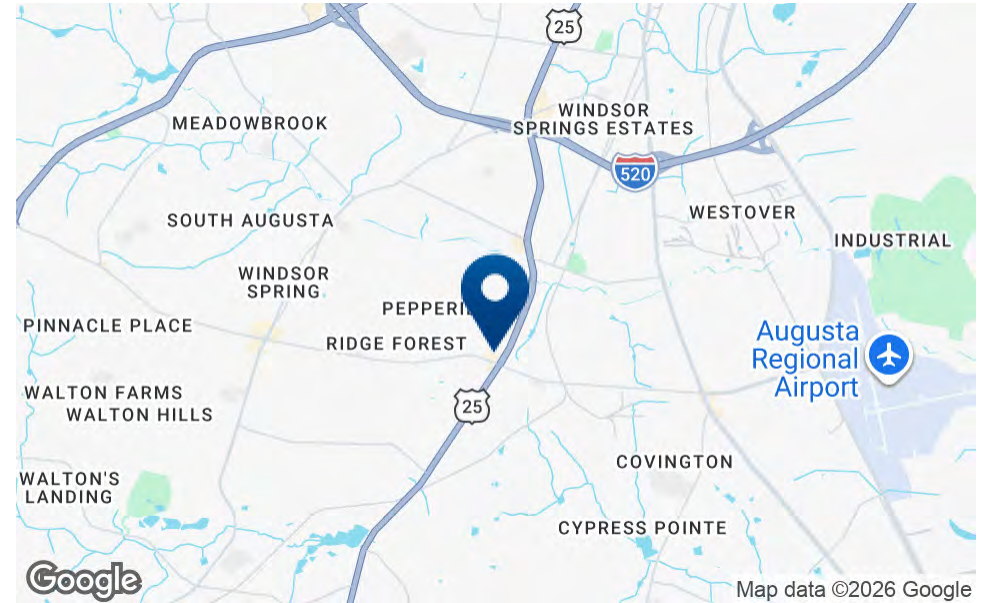 25
WINDSOR
SPRINGS ESTATES
MEADOWBROOK
520
SOUTH AUGUSTA
WESTOVER
INDUSTRIAL
WINDSOR
SPRING
PINNACLE PLACE
RIDGE FOREST
Augusta
Regional
Airport
WALTON FARMS
WALTON HILLS
25
COVINGTON
WALTON'S
LANDING
CYPRESS POINTE
Google
Map data ©2026 Google